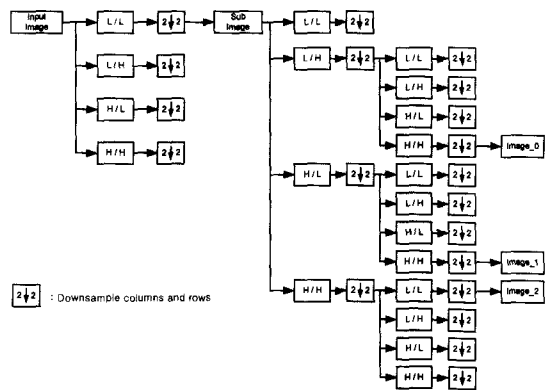 Input Image L/L 2↓2 Sub Image L/L 2↓2
L/H 2↓2 L/H 2↓2 L/L 2↓2
L/H 2↓2
H/L 2↓2 H/L 2↓2
H/H 2↓2 H/H 2↓2 Image_0
H/L 2↓2 L/L 2↓2
L/H 2↓2
H/L 2↓2
H/H 2↓2 Image_1
H/H 2↓2 L/L 2↓2 Image_2
2↓2 : Downsample columns and rows L/H 2↓2
H/L 2↓2
H/H 2↓2